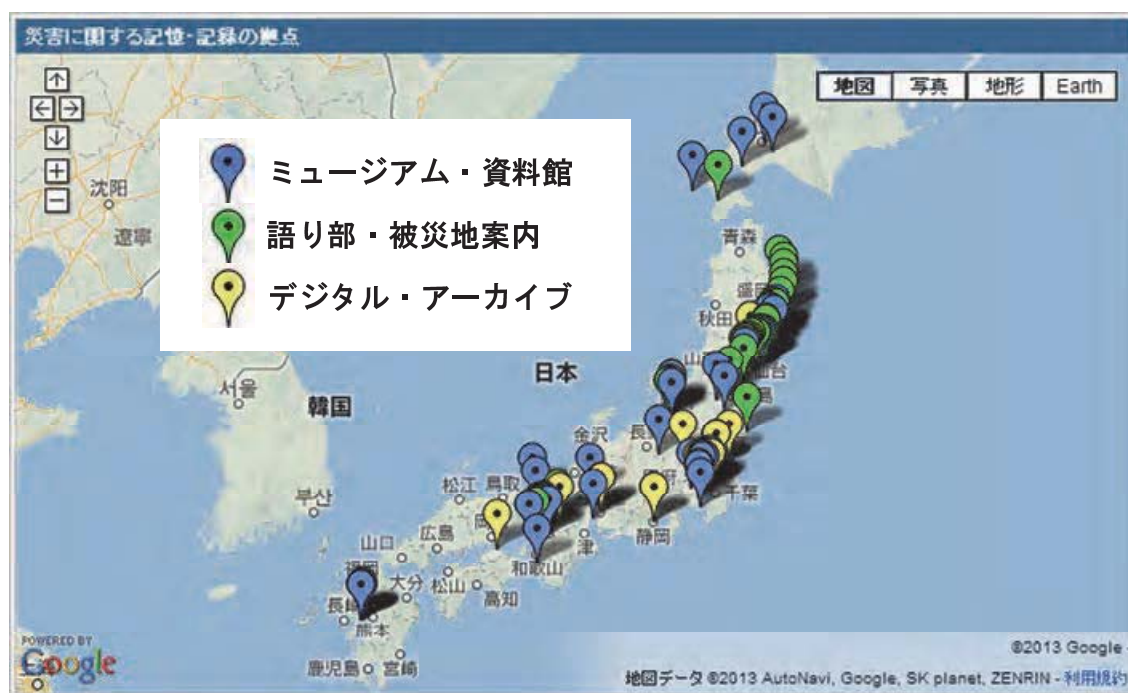 災害に関する記憶・記録の拠点
地図 写真 地形 Earth
ミュージアム・資料館
語り部・被災地案内
デジタル・アーカイブ
沈阳
遼寧
青森
秋田
日本
서울
韓国
金沢
松江 鳥取
千葉
부산
広島
静岡
津
山口
和歌山
大分 松山
高知
熊本
鹿児島 宮崎
POWERED BY
Google
©2013 Google -
地図データ ©2013 AutoNavi, Google, SK planet, ZENRIN - 利用規約